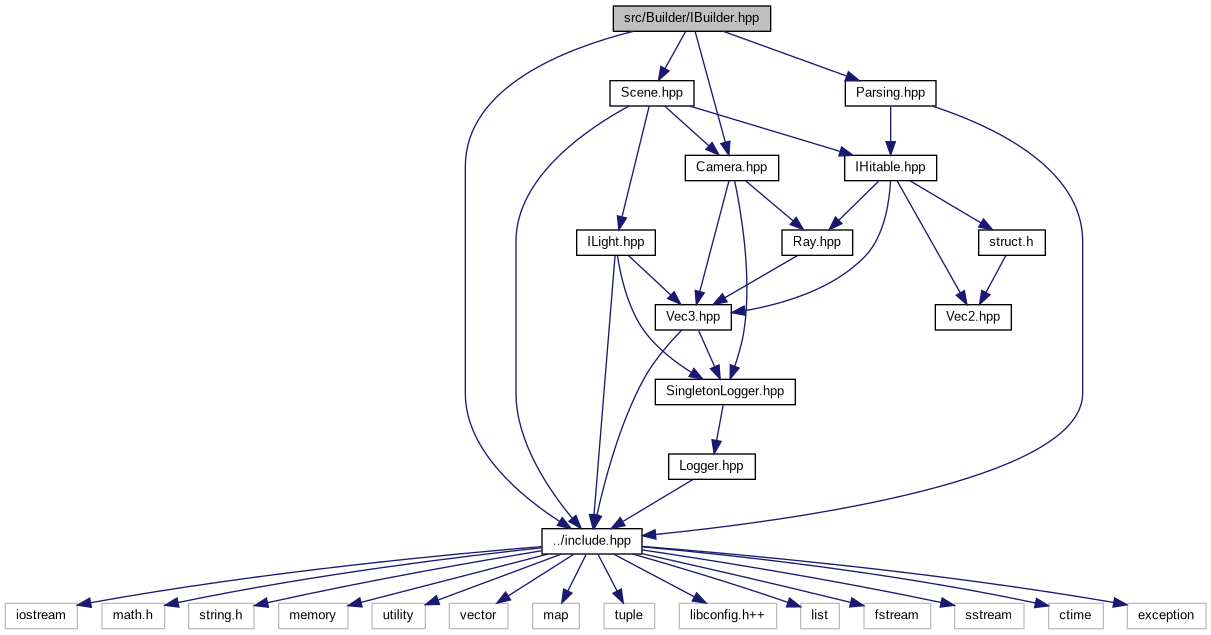 src/Builder/IBuilder.hpp
Scene.hpp
Parsing.hpp
Camera.hpp
IHitable.hpp
ILight.hpp
Ray.hpp
struct.h
Vec3.hpp
Vec2.hpp
SingletonLogger.hpp
Logger.hpp
../include.hpp
iostream
math.h
string.h
memory
utility
vector
map
tuple
libconfig.h++
list
fstream
sstream
ctime
exception